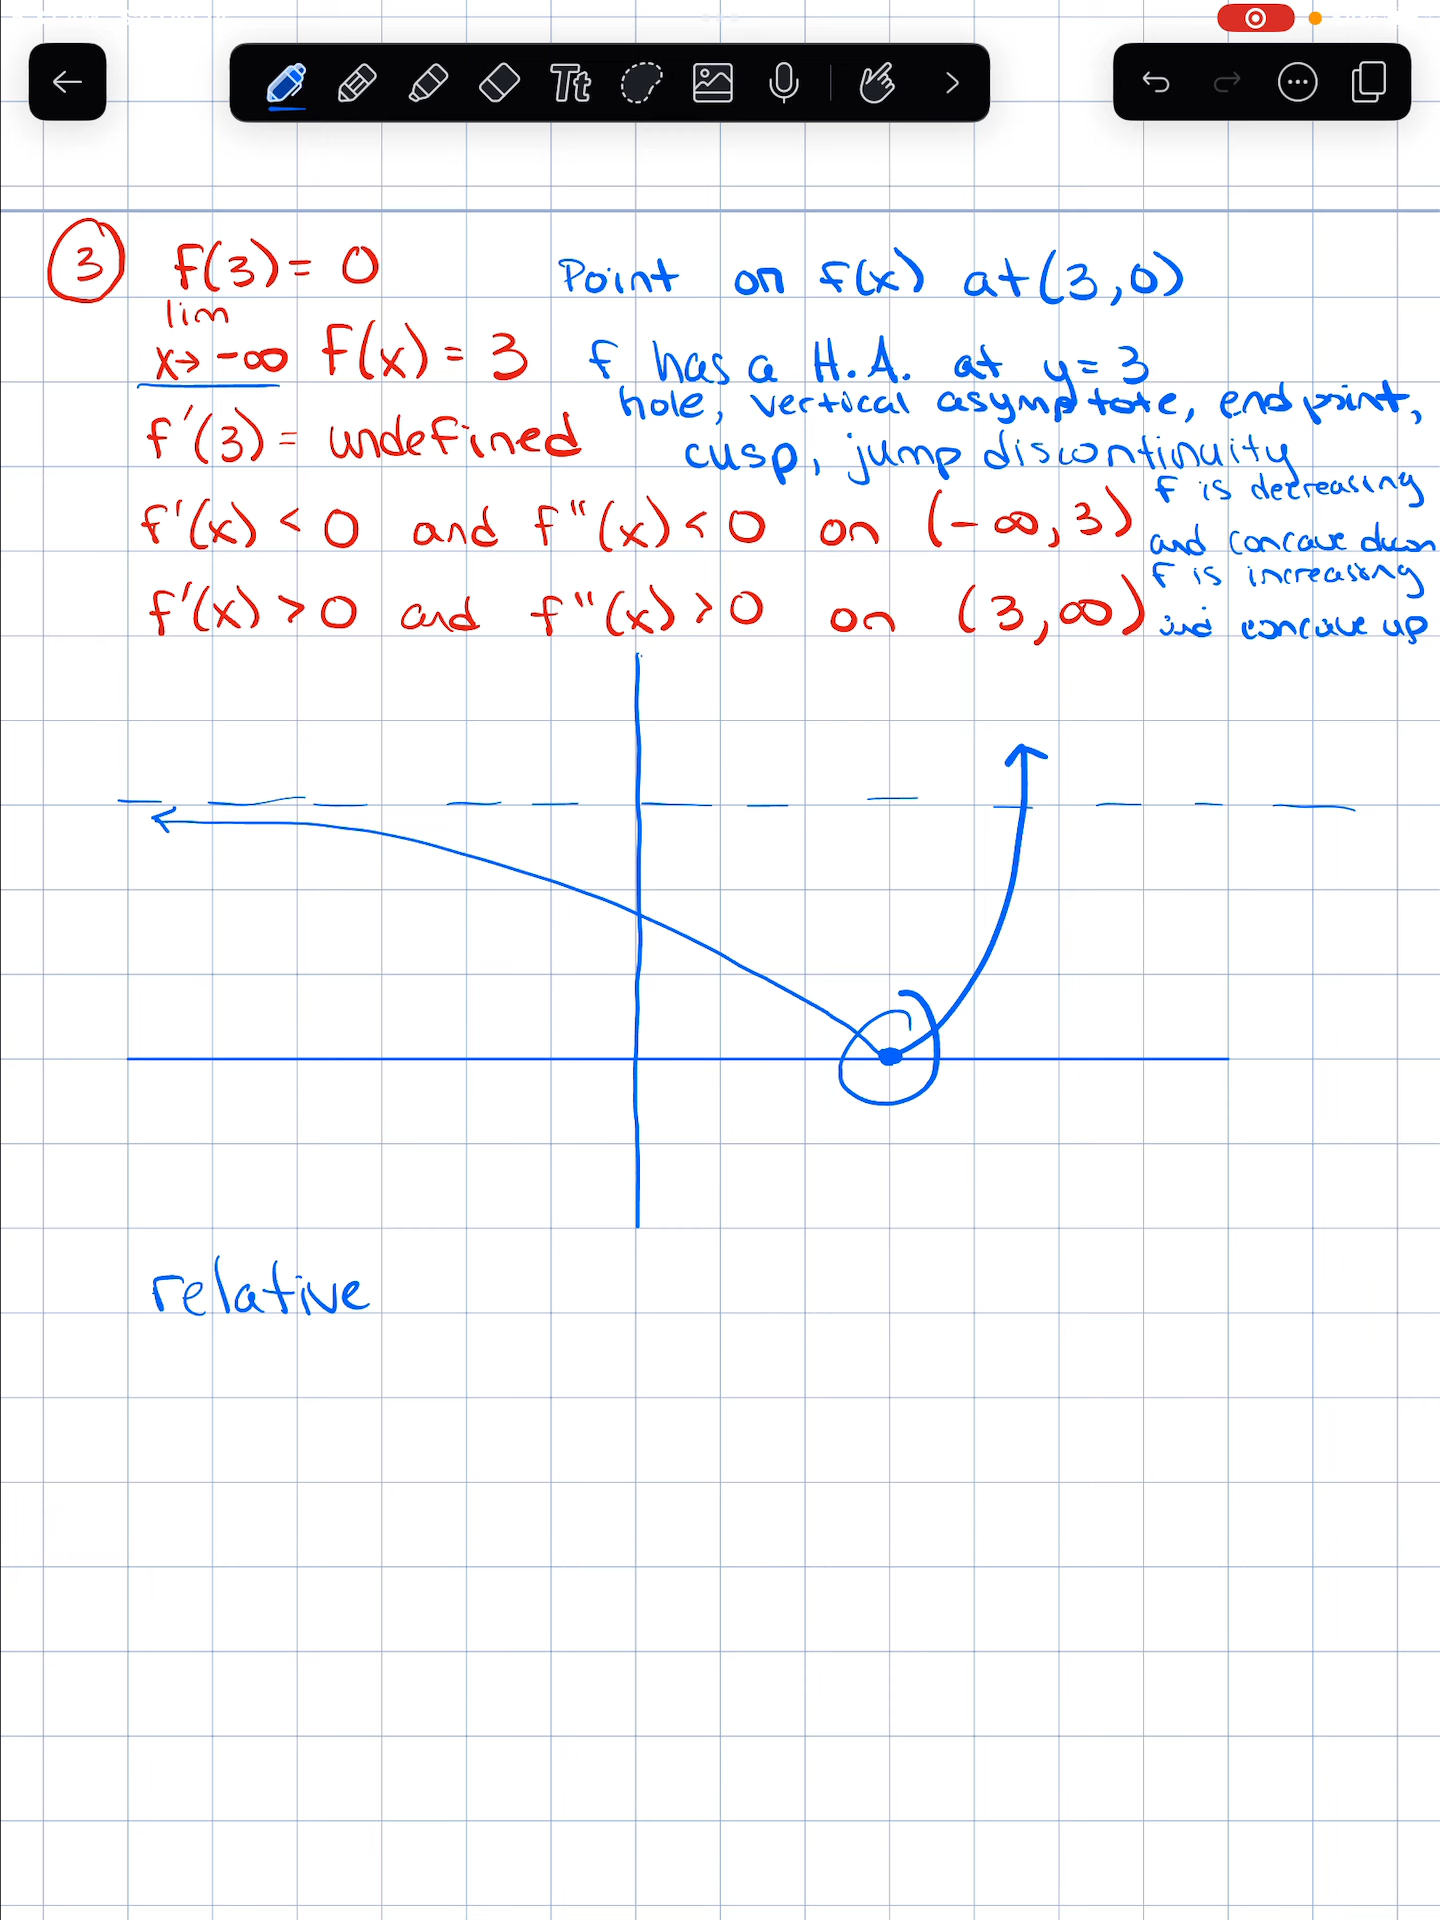 3 f(3) = 0 Point on f(x) at (3,0)
lim
x→ -∞ f(x) = 3 f has a H.A. at y = 3
hole, vertical asymptote, endpoint,
f'(3) = undefined cusp, jump discontinuity
f is decreasing
f'(x) < 0 and f"(x) < 0 on (-∞, 3) and concave down
f is increasing
f'(x) > 0 and f"(x) > 0 on (3, ∞) and concave up
relative